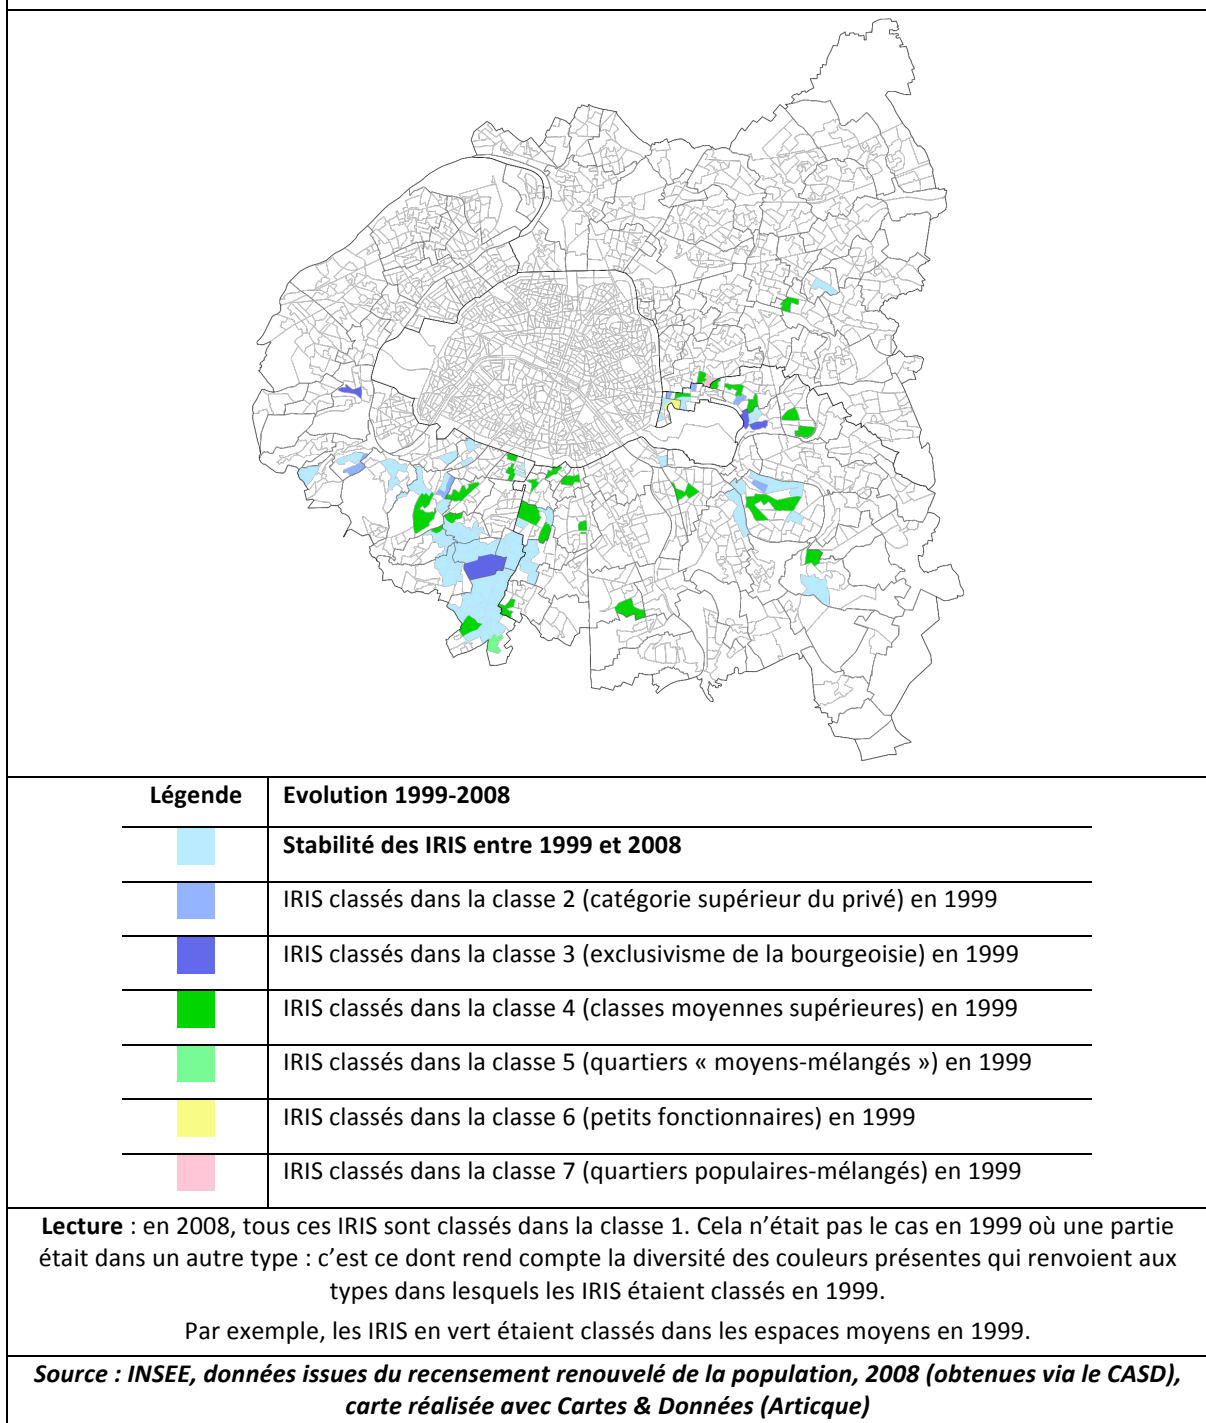 Légende Evolution 1999-2008
Stabilité des IRIS entre 1999 et 2008
IRIS classés dans la classe 2 (catégorie supérieur du privé) en 1999
IRIS classés dans la classe 3 (exclusivisme de la bourgeoisie) en 1999
IRIS classés dans la classe 4 (classes moyennes supérieures) en 1999
IRIS classés dans la classe 5 (quartiers « moyens-mélangés ») en 1999
IRIS classés dans la classe 6 (petits fonctionnaires) en 1999
IRIS classés dans la classe 7 (quartiers populaires-mélangés) en 1999
Lecture : en 2008, tous ces IRIS sont classés dans la classe 1. Cela n’était pas le cas en 1999 où une partie
était dans un autre type : c’est ce dont rend compte la diversité des couleurs présentes qui renvoient aux
types dans lesquels les IRIS étaient classés en 1999.
Par exemple, les IRIS en vert étaient classés dans les espaces moyens en 1999.
Source : INSEE, données issues du recensement renouvelé de la population, 2008 (obtenues via le CASD),
carte réalisée avec Cartes & Données (Articque)